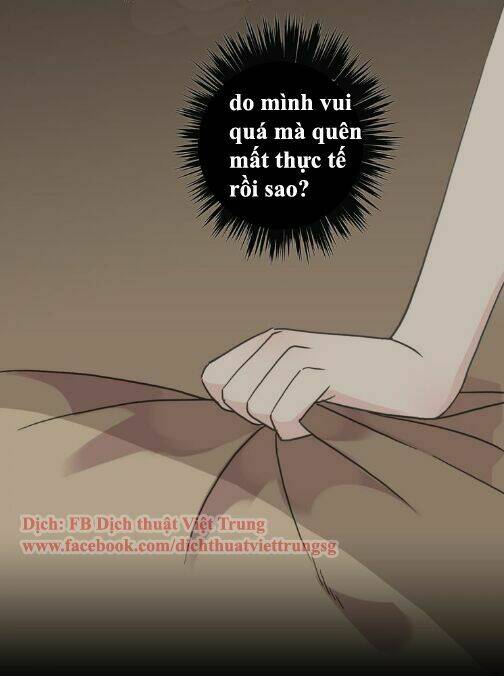 do mình vui
quá mà quên
mất thực tế
rồi sao?
Dịch: FB Dịch thuật Việt Trung
www.facebook.com/dichthuatviettrungsg